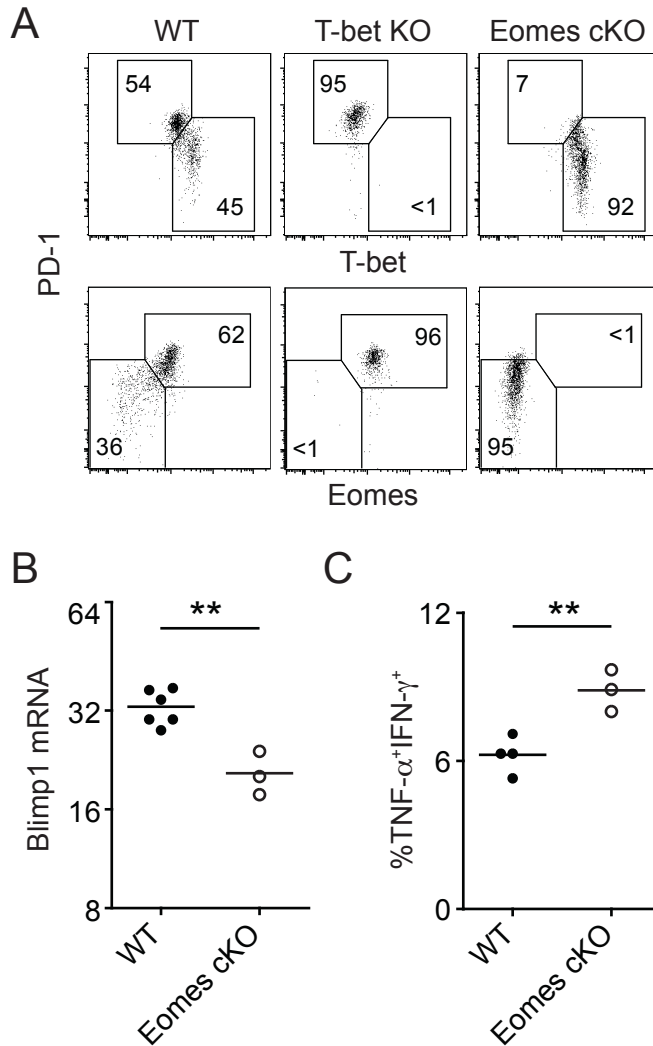 A
WT T-bet KO Eomes cKO
54 95 7
45 <1 92
PD-1
T-bet
62 96 <1
36 <1 95
Eomes
B
**
64
32
16
8
Blimp1 mRNA
WT Eomes cKO
C
**
12
6
0
%TNF-α⁺IFN-γ⁺
WT Eomes cKO